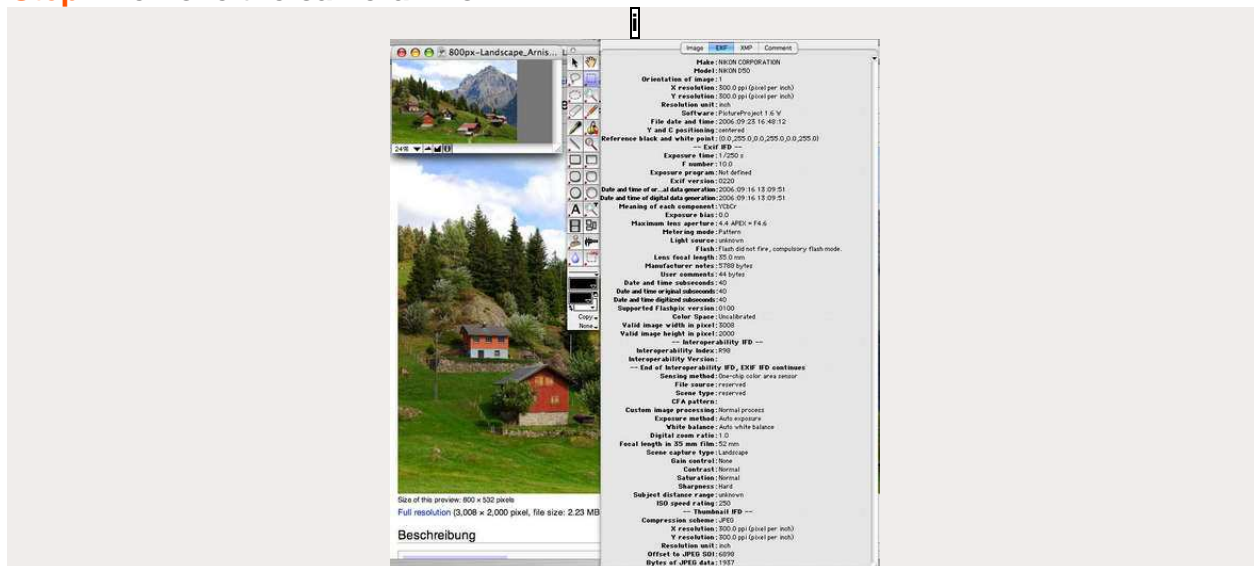 i
800px-Landscape_Arnis...
24%
Copy
None
Image EXIF XMP Comment
Make: NIKON CORPORATION
Model: NIKON D50
Orientation of image: 1
X resolution: 300.0 ppi (pixel per inch)
Y resolution: 300.0 ppi (pixel per inch)
Resolution unit: inch
Software: PictureProject 1.6 W
File date and time: 2006:09:23 16:48:12
Y and C positioning: centered
Reference black and white point: (0.0,255.0,0.0,255.0,0.0,255.0)
-- Exif IFD --
Exposure time: 1/250 s
F number: 10.0
Exposure program: Not defined
Exif version: 0220
Date and time of or...al data generation: 2006:09:16 13:09:51
Date and time of digital data generation: 2006:09:16 13:09:51
Meaning of each component: YCbCr
Exposure bias: 0.0
Maximum lens aperture: 4.4 APEX = F4.6
Metering mode: Pattern
Light source: unknown
Flash: Flash did not fire, compulsory flash mode.
Lens focal length: 35.0 mm
Manufacturer notes: 5788 bytes
User comments: 44 bytes
Date and time subseconds: 40
Date and time original subseconds: 40
Date and time digitized subseconds: 40
Supported Flashpix version: 0100
Color Space: Uncalibrated
Valid image width in pixel: 3008
Valid image height in pixel: 2000
-- Interoperability IFD --
Interoperability Index: R98
Interoperability Version:
-- End of Interoperability IFD, EXIF IFD continues
Sensing method: One-chip color area sensor
File source: reserved
Scene type: reserved
CFA pattern:
Custom image processing: Normal process
Exposure method: Auto exposure
White balance: Auto white balance
Digital zoom ratio: 1.0
Focal length in 35 mm film: 52 mm
Scene capture type: Landscape
Gain control: None
Contrast: Normal
Saturation: Normal
Sharpness: Hard
Subject distance range: unknown
ISO speed rating: 250
-- Thumbnail IFD --
Compression scheme: JPEG
X resolution: 300.0 ppi (pixel per inch)
Y resolution: 300.0 ppi (pixel per inch)
Resolution unit: inch
Offset to JPEG SOI: 6898
Bytes of JPEG data: 1937
Size of this preview: 800 × 532 pixels
Full resolution (3,008 × 2,000 pixel, file size: 2.23 MB
Beschreibung